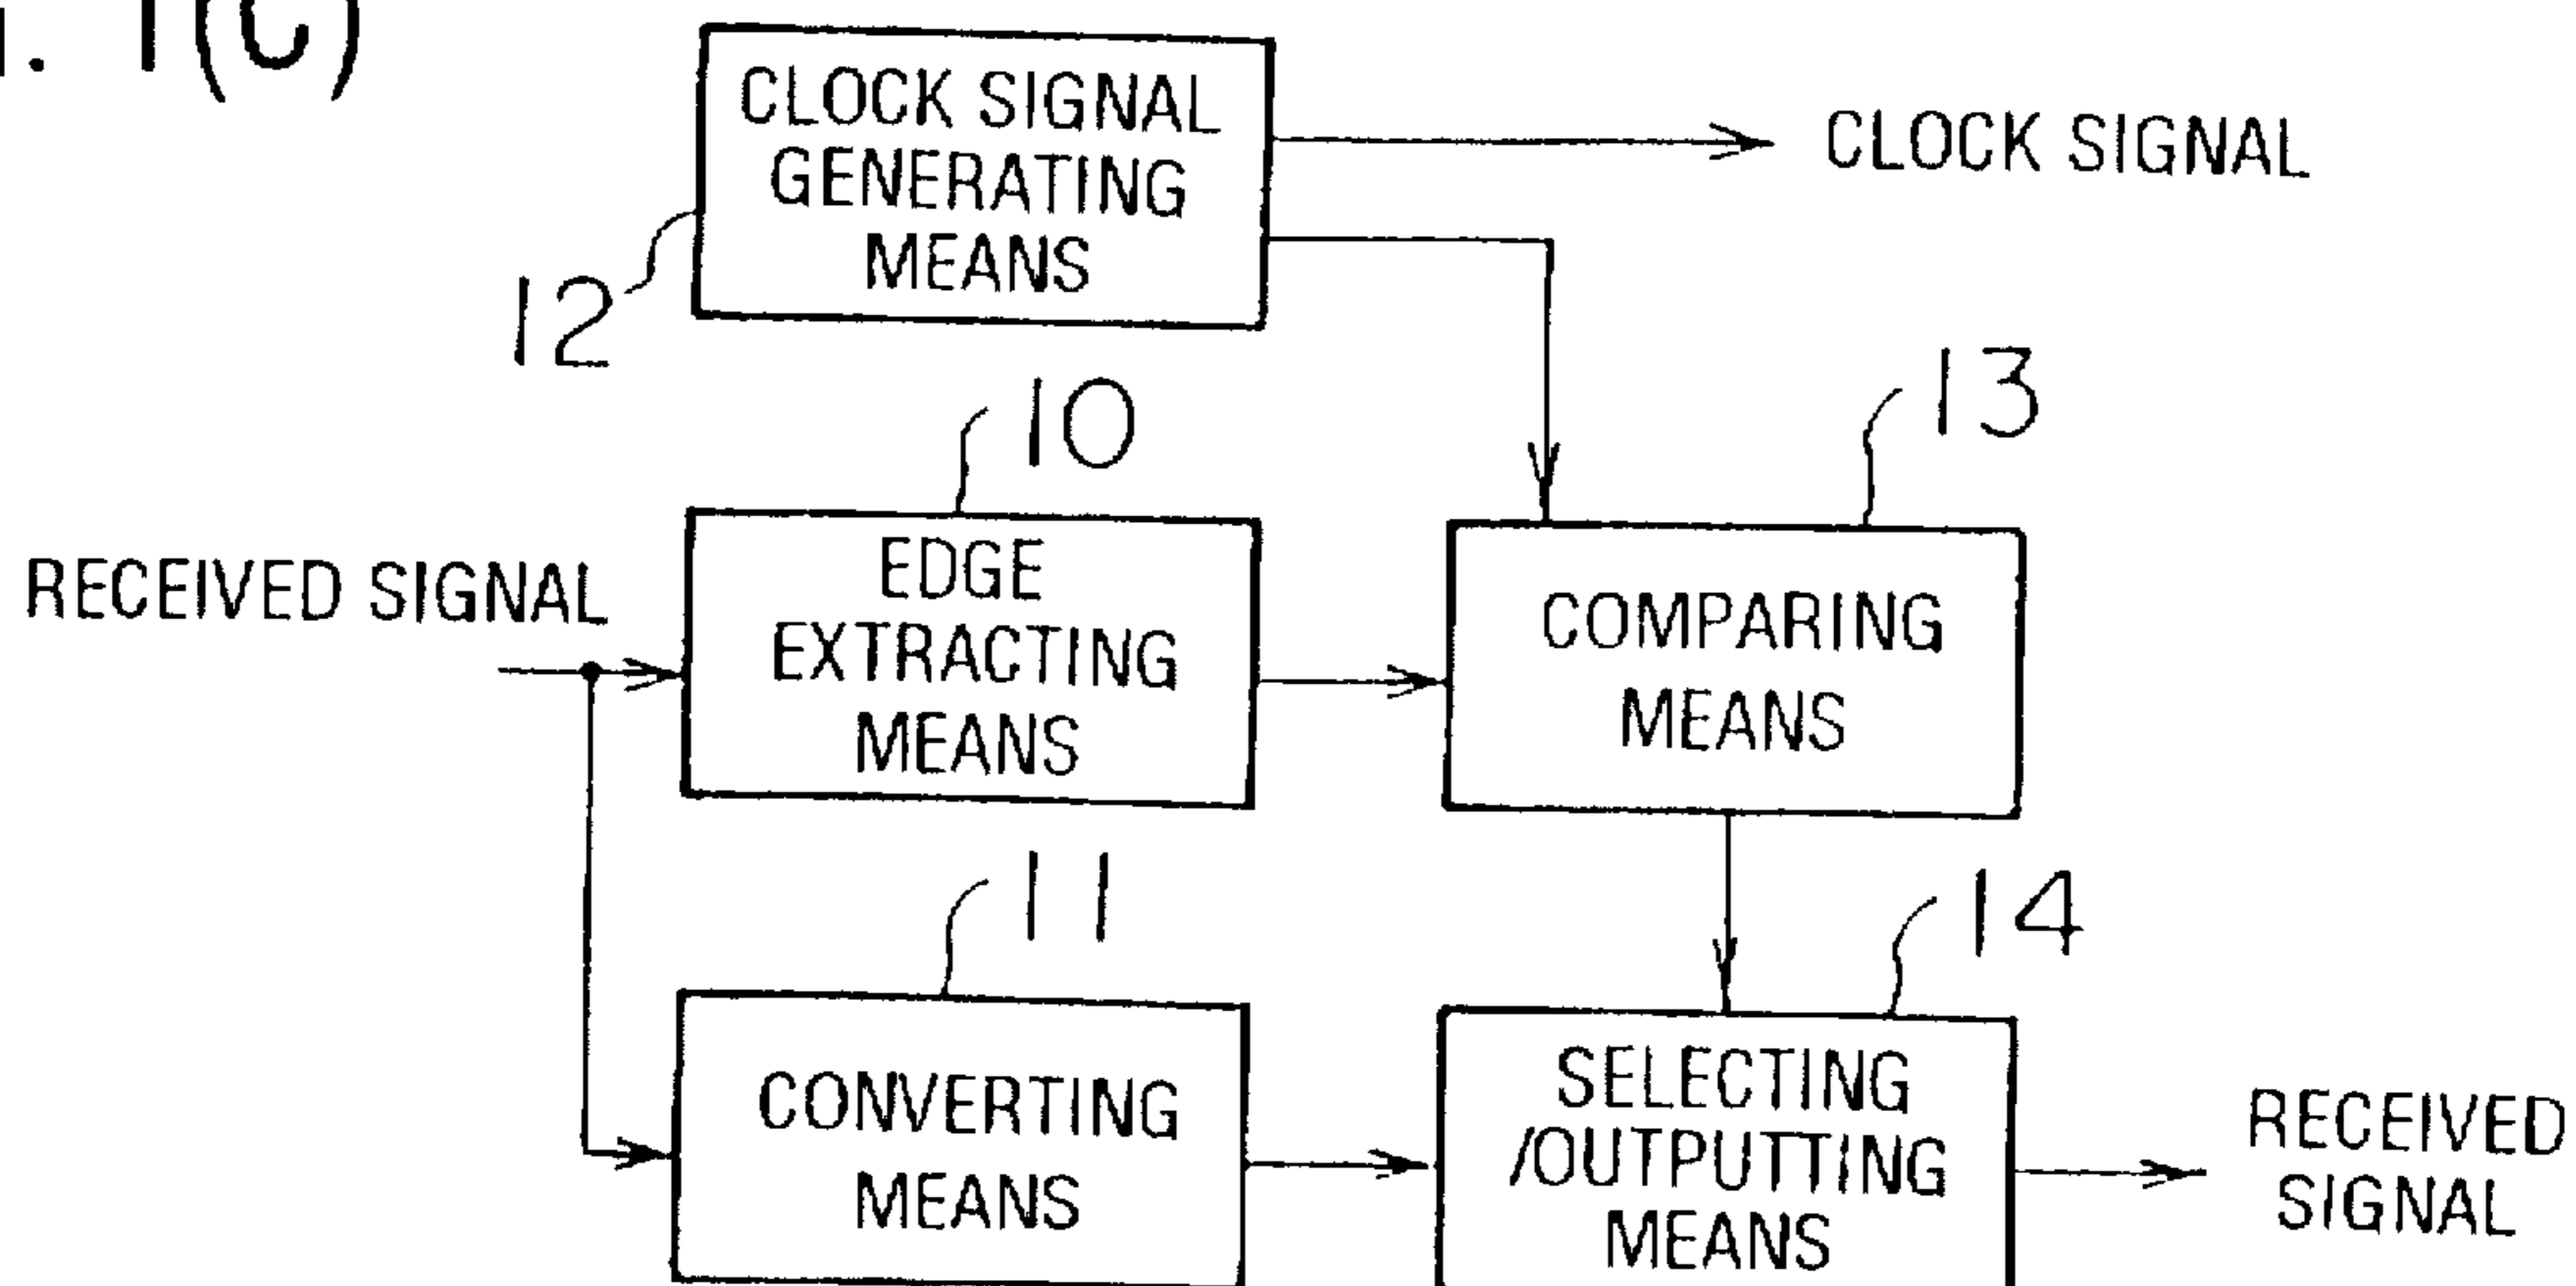 1(C)
CLOCK SIGNAL
GENERATING
MEANS
CLOCK SIGNAL
12
10
13
RECEIVED SIGNAL
EDGE
EXTRACTING
MEANS
COMPARING
MEANS
11
14
CONVERTING
MEANS
SELECTING
/OUTPUTTING
MEANS
RECEIVED
SIGNAL